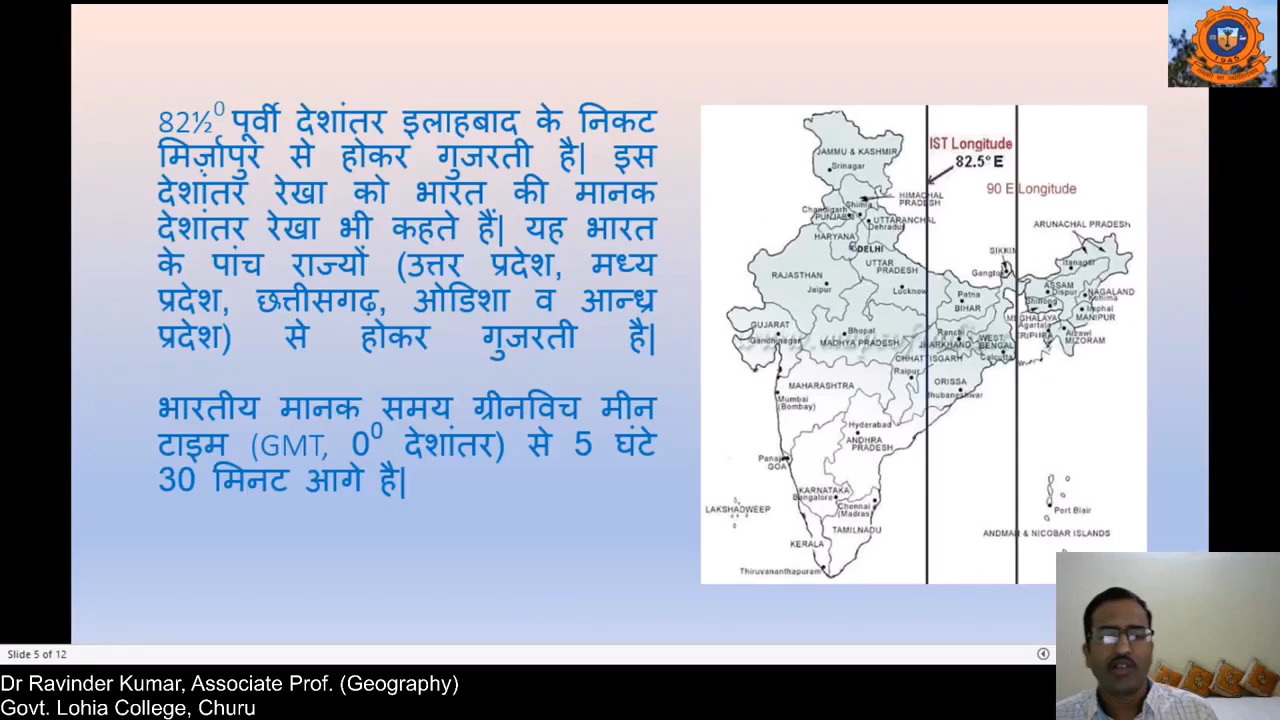 82½⁰ पूर्वी देशांतर इलाहबाद के निकट
मिर्ज़ापुर से होकर गुजरती है| इस
देशांतर रेखा को भारत की मानक
देशांतर रेखा भी कहते हैं| यह भारत
के पांच राज्यों (उत्तर प्रदेश, मध्य
प्रदेश, छत्तीसगढ़, ओडिशा व आन्ध्र
प्रदेश) से होकर गुजरती है|
भारतीय मानक समय ग्रीनविच मीन
टाइम (GMT, 0⁰ देशांतर) से 5 घंटे
30 मिनट आगे है|
IST Longitude
82.5° E
90 E Longitude
JAMMU & KASHMIR
Srinagar
HIMACHAL
PRADESH
Shimla
Chandigarh
PUNJAB
UTTARANCHAL
Dehradun
HARYANA
DELHI
ARUNACHAL PRADESH
SIKKIM
Itanagar
Gangtok
UTTAR
PRADESH
RAJASTHAN
Jaipur
Lucknow
ASSAM
Dispur
NAGALAND
Kohima
Shillong
Imphal
MANIPUR
MEGHALAYA
Agartala
TRIPURA
Aizawl
MIZORAM
Patna
BIHAR
GUJARAT
Gandhinagar
Bhopal
MADHYA PRADESH
Ranchi
JHARKHAND
WEST
BENGAL
Calcutta
CHHATTISGARH
Raipur
ORISSA
Bhubaneshwar
MAHARASHTRA
Mumbai
(Bombay)
Hyderabad
ANDHRA
PRADESH
Panaji
GOA
KARNATAKA
Bangalore
Chennai
(Madras)
LAKSHADWEEP
TAMILNADU
KERALA
Thiruvananthapuram
Port Blair
ANDMAN & NICOBAR ISLANDS
1945
Slide 5 of 12
Dr Ravinder Kumar, Associate Prof. (Geography)
Govt. Lohia College, Churu